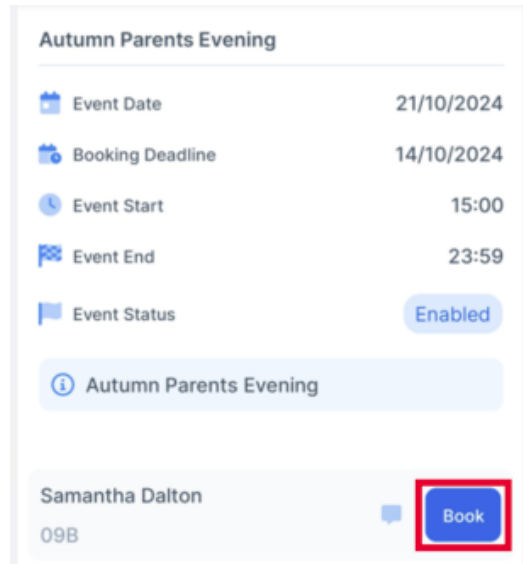 Autumn Parents Evening
Event Date 21/10/2024
Booking Deadline 14/10/2024
Event Start 15:00
Event End 23:59
Event Status Enabled
Autumn Parents Evening
Samantha Dalton
Book
09B